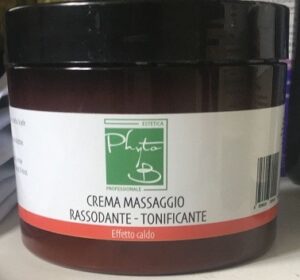 ESTETICA
Phyto
B
PROFESSIONALE
CREMA MASSAGGIO
RASSODANTE - TONIFICANTE
Effetto caldo